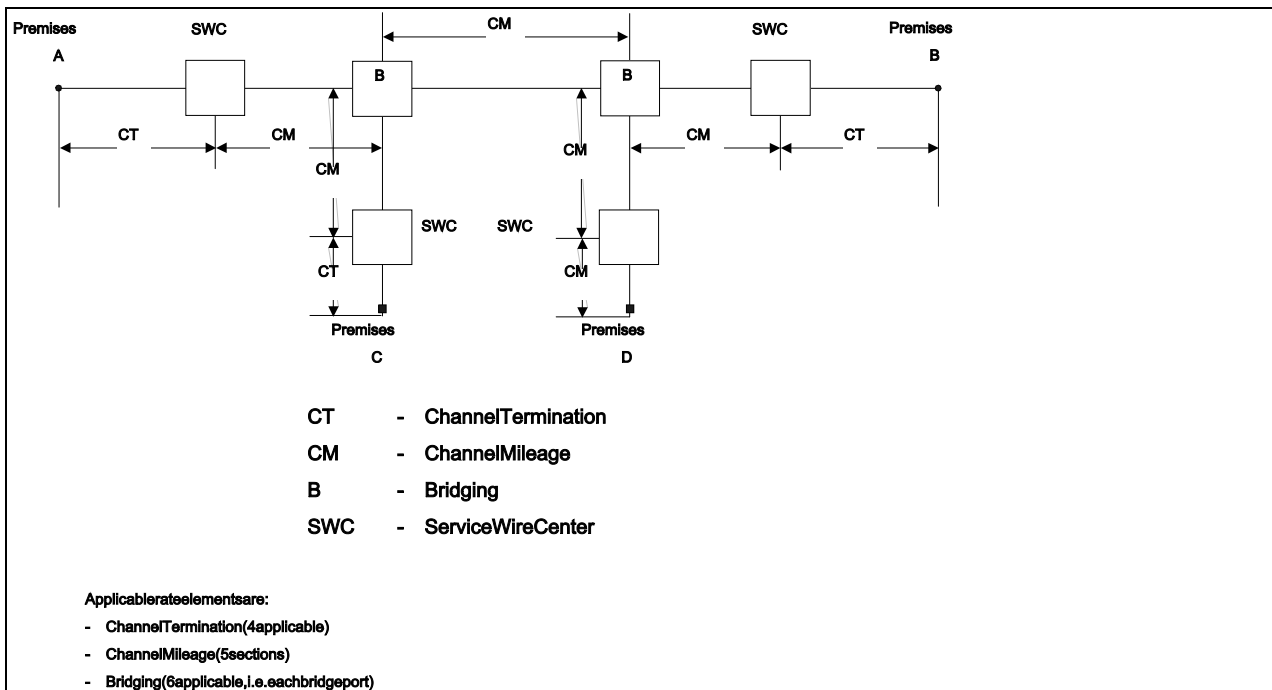 CM
Premises
SWC
SWC
Premises
A
B
B
B
CT
CM
CM
CM
CM
CT
SWC
SWC
CT
CM
Premises
Premises
C
D
CT - ChannelTermination
CM - ChannelMileage
B - Bridging
SWC - ServiceWireCenter
Applicablerateelementsare:
- ChannelTermination(4applicable)
- ChannelMileage(5sections)
- Bridging(6applicable,i.e.eachbridgeport)